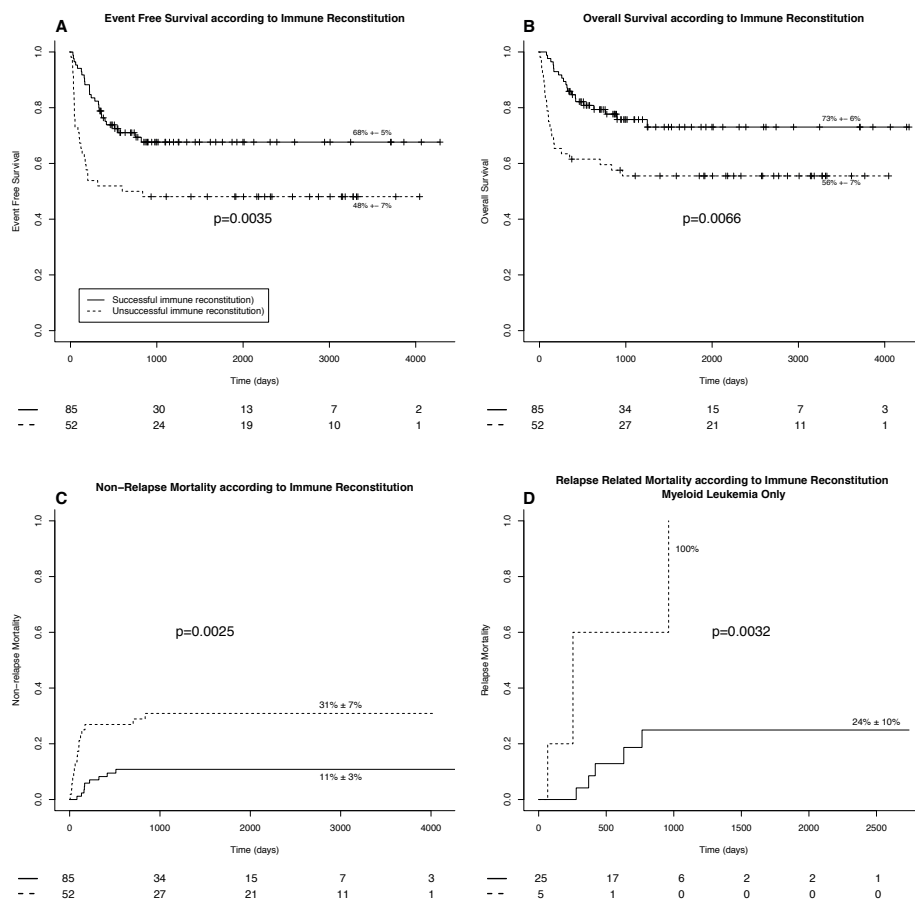 A
Event Free Survival according to Immune Reconstitution
Event Free Survival
1.0
0.8
0.6
0.4
0.2
0.0
68% +− 5%
48% +− 7%
p=0.0035
Successful immune reconstitution)
Unsuccessful immune reconstitution)
0 1000 2000 3000 4000
Time (days)
85 30 13 7 2
52 24 19 10 1
B
Overall Survival according to Immune Reconstitution
Overall Survival
1.0
0.8
0.6
0.4
0.2
0.0
73% +− 6%
56% +− 7%
p=0.0066
0 1000 2000 3000 4000
Time (days)
85 34 15 7 3
52 27 21 11 1
C
Non−Relapse Mortality according to Immune Reconstitution
Non-relapse Mortality
1.0
0.8
0.6
0.4
0.2
0.0
p=0.0025
31% ± 7%
11% ± 3%
0 1000 2000 3000 4000
Time (days)
85 34 15 7 3
52 27 21 11 1
D
Relapse Related Mortality according to Immune Reconstitution
Myeloid Leukemia Only
Relapse Mortality
1.0
0.8
0.6
0.4
0.2
0.0
100%
p=0.0032
24% ± 10%
0 500 1000 1500 2000 2500
Time (days)
25 17 6 2 2 1
5 1 0 0 0 0